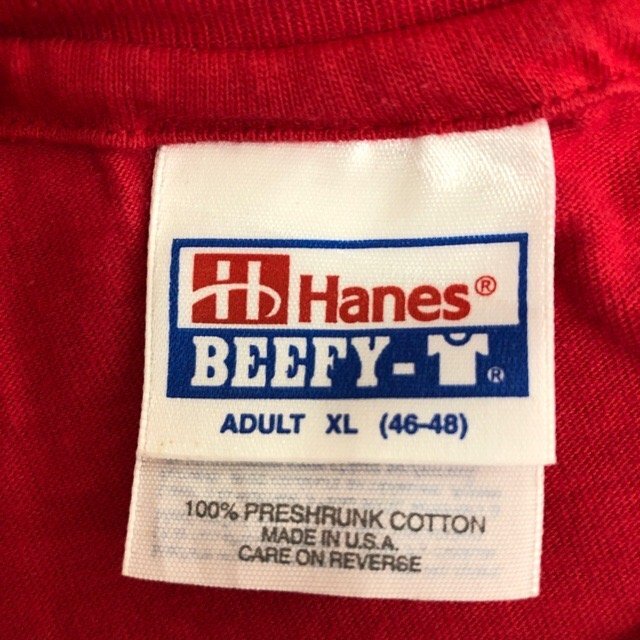 Hanes®
BEEFY-
®
ADULT XL (46-48)
100% PRESHRUNK COTTON
MADE IN U.S.A.
CARE ON REVERSE